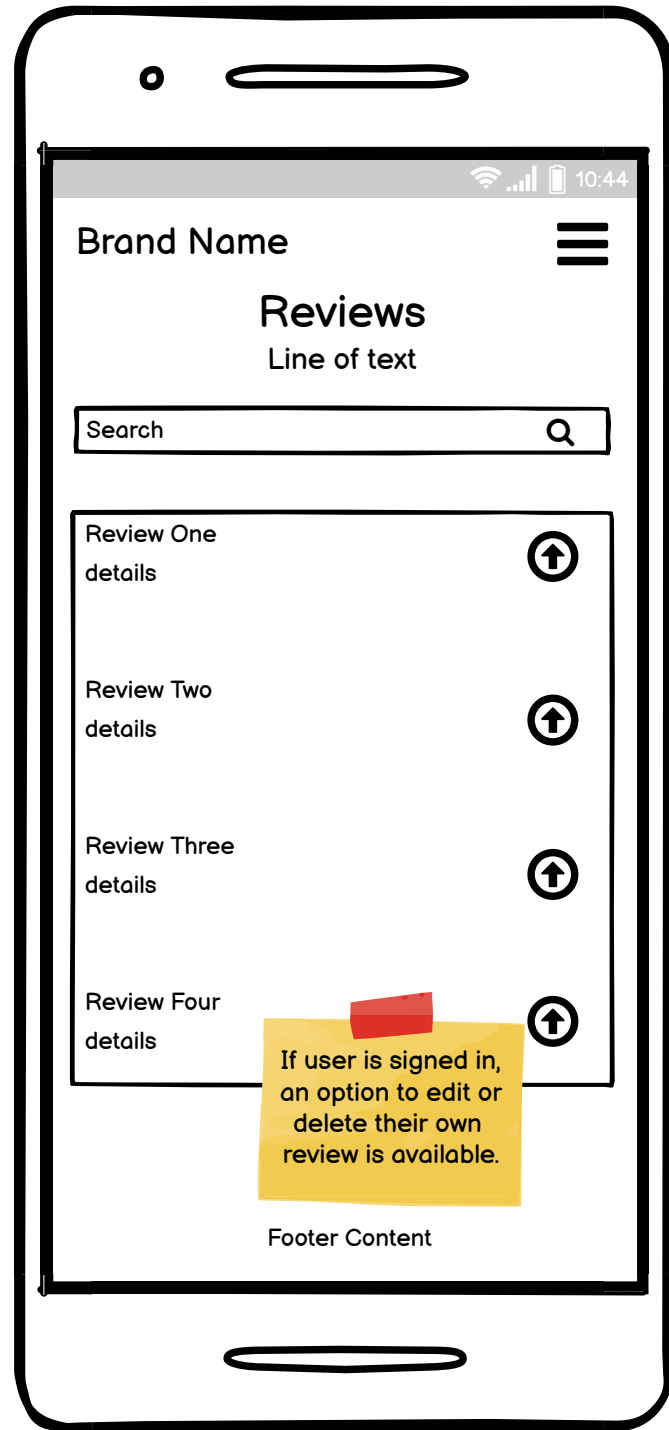 10:44
Brand Name
Reviews
Line of text
Search
Review One
details
Review Two
details
Review Three
details
Review Four
details
If user is signed in,
an option to edit or
delete their own
review is available.
Footer Content